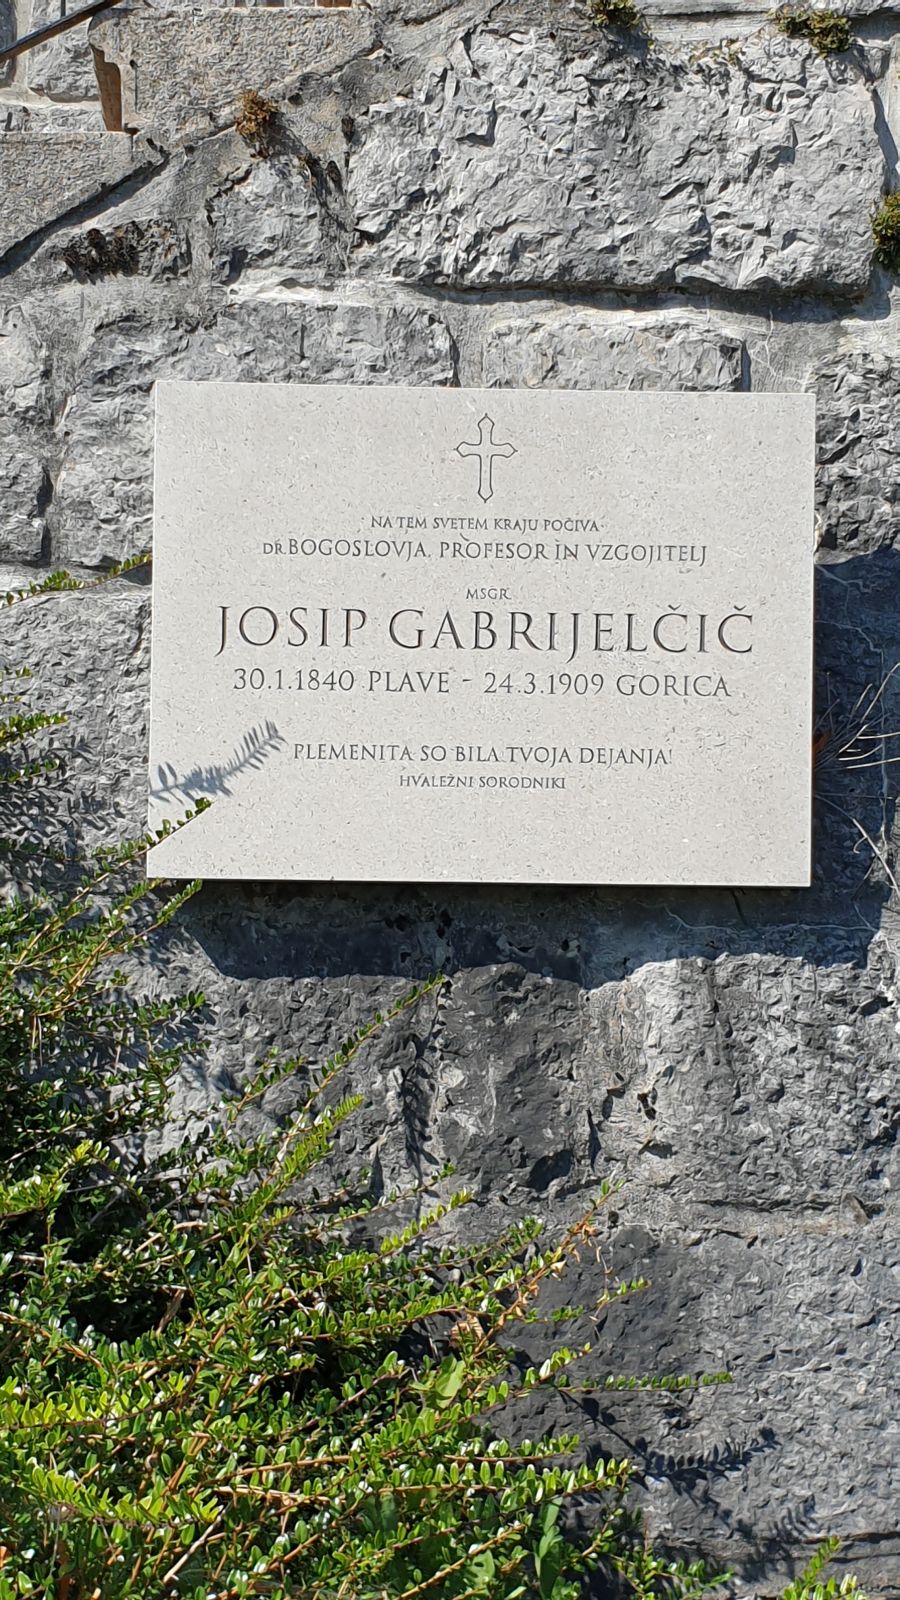 NA TEM SVETEM KRAJU POČIVA
DR BOGOSLOVJA, PROFESOR IN VZGOJITELJ
MSGR.
JOSIP GABRIJELČIČ
30.1.1840 PLAVE - 24.3.1909 GORICA
PLEMENITA SO BILA TVOJA DEJANJA!
HVALEŽNI SORODNIKI